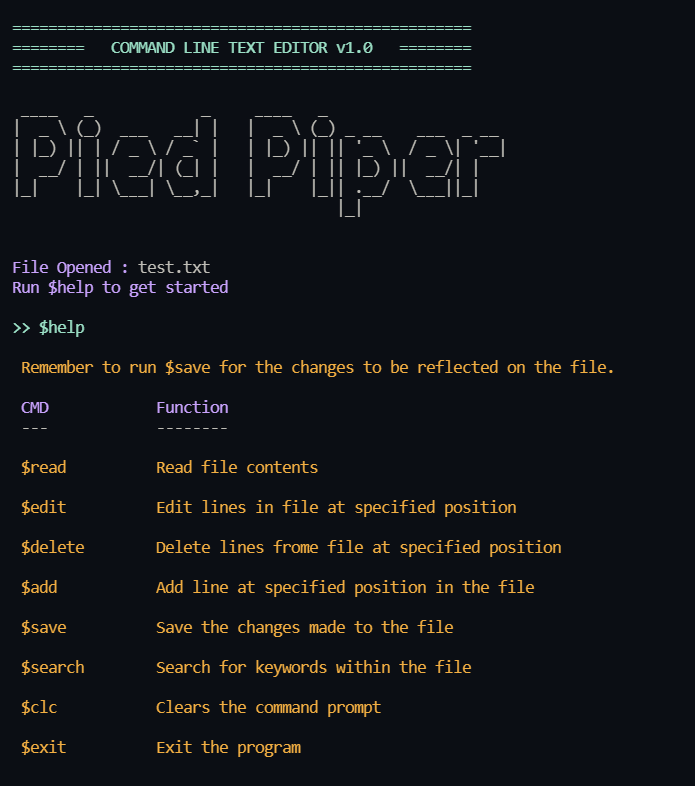 ===================================================
========   COMMAND LINE TEXT EDITOR v1.0   ========
===================================================
Pied Piper
File Opened : test.txt
Run $help to get started
>> $help
Remember to run $save for the changes to be reflected on the file.
CMD            Function
---            --------
$read          Read file contents
$edit          Edit lines in file at specified position
$delete        Delete lines frome file at specified position
$add           Add line at specified position in the file
$save          Save the changes made to the file
$search        Search for keywords within the file
$clc           Clears the command prompt
$exit          Exit the program